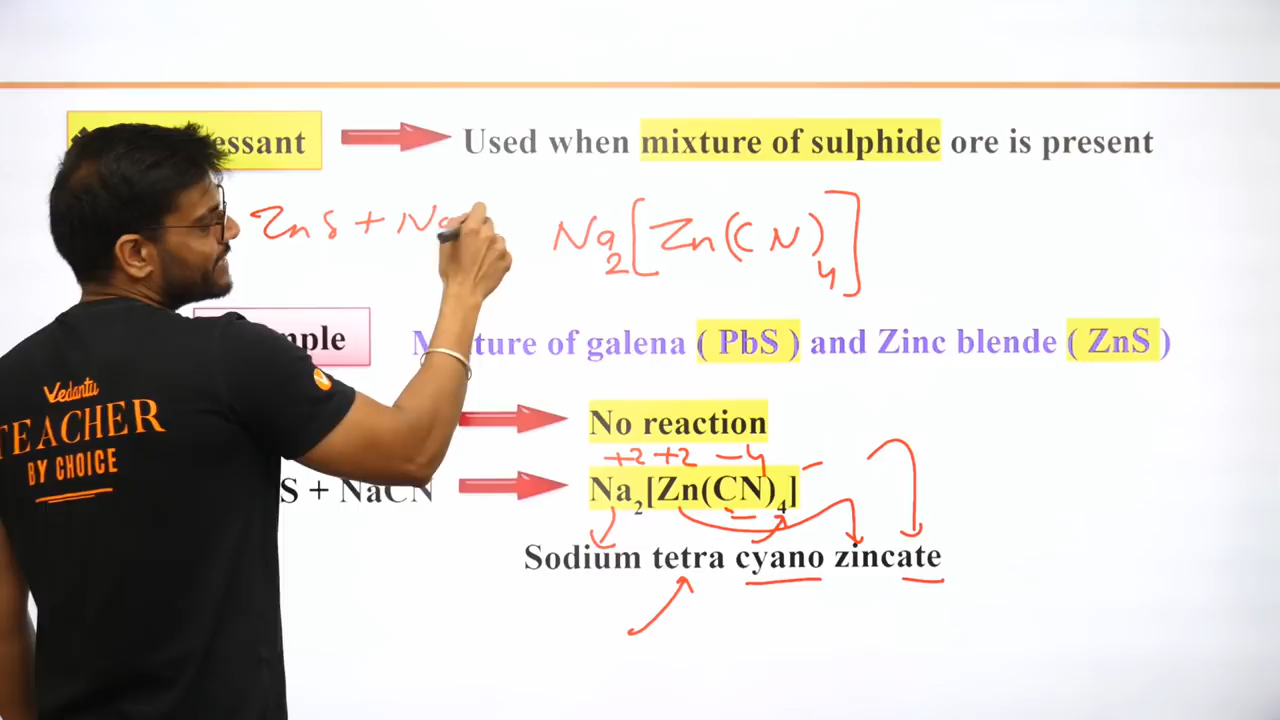 essant
Used when mixture of sulphide ore is present
ZnS + Na
Na2[Zn(CN)4]
ture of galena ( PbS ) and Zinc blende ( ZnS )
No reaction
+2 +2 -4
S + NaCN
Na2[Zn(CN)4]
Sodium tetra cyano zincate
Vedantu
TEACHER
BY CHOICE